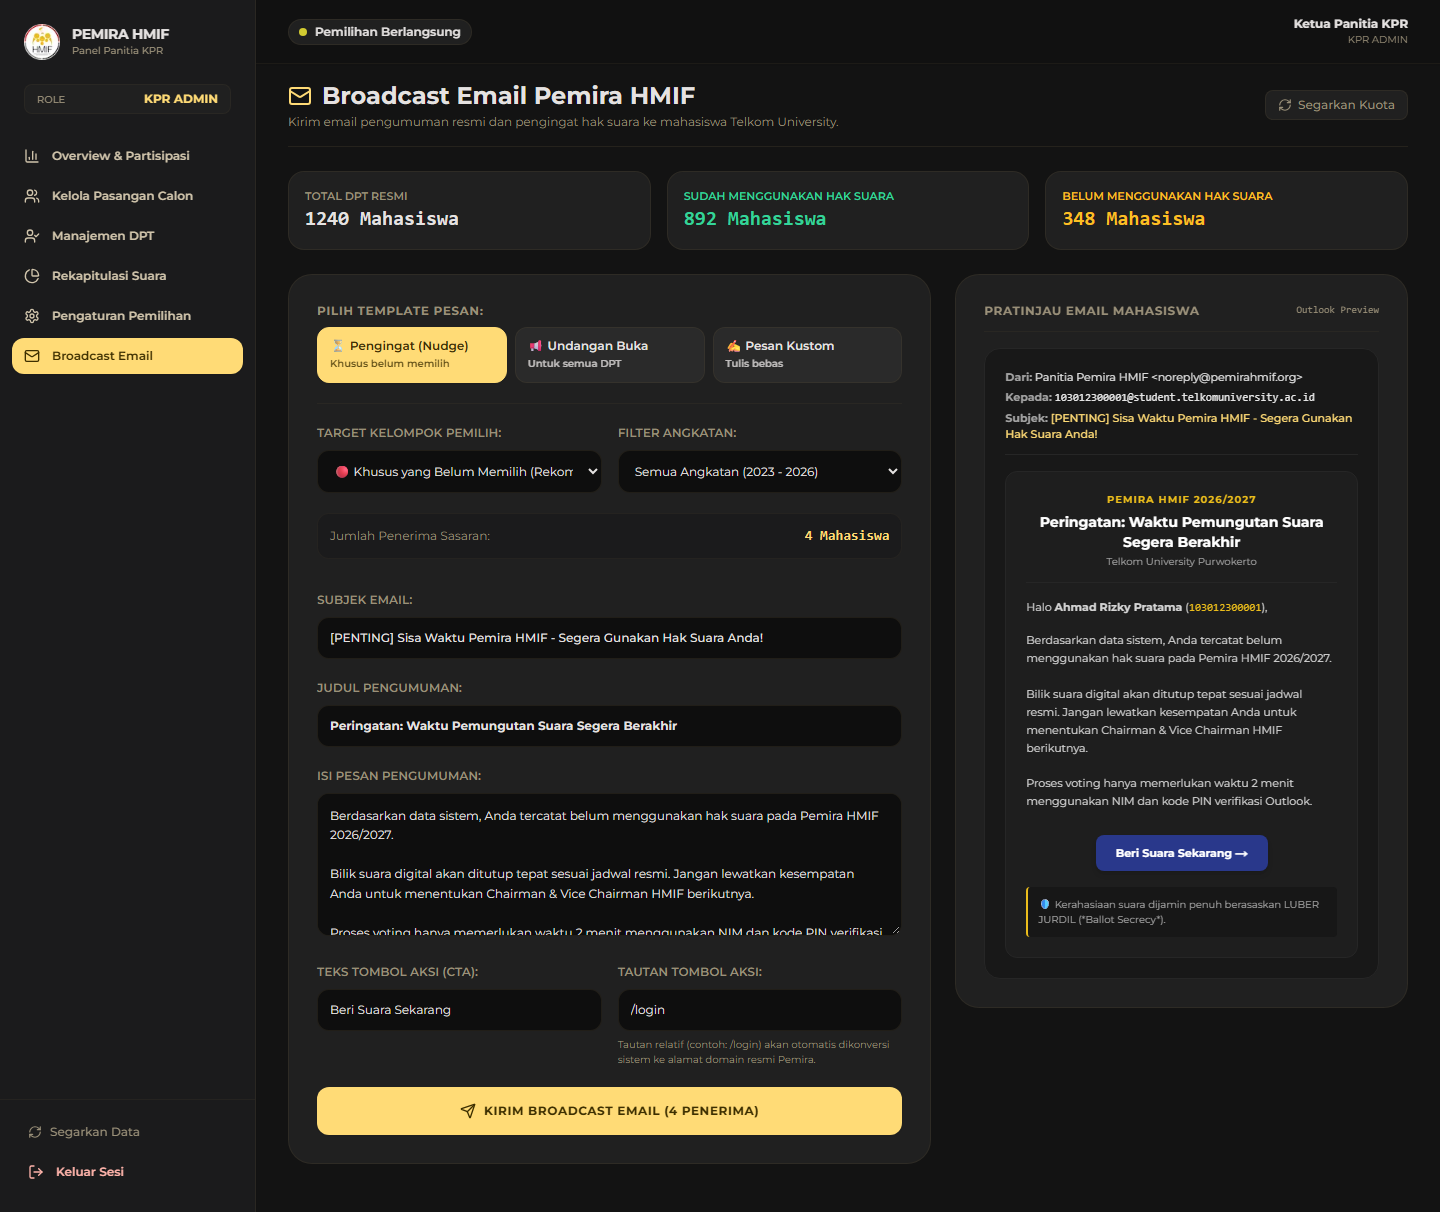 PEMIRA HMIF
Panel Panitia KPR
HMIF
ROLE
KPR ADMIN
Overview & Partisipasi
Kelola Pasangan Calon
Manajemen DPT
Rekapitulasi Suara
Pengaturan Pemilihan
Broadcast Email
Segarkan Data
Keluar Sesi
Pemilihan Berlangsung
Ketua Panitia KPR
KPR ADMIN
Broadcast Email Pemira HMIF
Kirim email pengumuman resmi dan pengingat hak suara ke mahasiswa Telkom University.
Segarkan Kuota
TOTAL DPT RESMI
1240 Mahasiswa
SUDAH MENGGUNAKAN HAK SUARA
892 Mahasiswa
BELUM MENGGUNAKAN HAK SUARA
348 Mahasiswa
PILIH TEMPLATE PESAN:
⏳ Pengingat (Nudge)
Khusus belum memilih
📢 Undangan Buka
Untuk semua DPT
✍️ Pesan Kustom
Tulis bebas
TARGET KELOMPOK PEMILIH:
🔴 Khusus yang Belum Memilih (Rekom
FILTER ANGKATAN:
Semua Angkatan (2023 - 2026)
Jumlah Penerima Sasaran:
4 Mahasiswa
SUBJEK EMAIL:
[PENTING] Sisa Waktu Pemira HMIF - Segera Gunakan Hak Suara Anda!
JUDUL PENGUMUMAN:
Peringatan: Waktu Pemungutan Suara Segera Berakhir
ISI PESAN PENGUMUMAN:
Berdasarkan data sistem, Anda tercatat belum menggunakan hak suara pada Pemira HMIF
2026/2027.
Bilik suara digital akan ditutup tepat sesuai jadwal resmi. Jangan lewatkan kesempatan
Anda untuk menentukan Chairman & Vice Chairman HMIF berikutnya.
Proses voting hanya memerlukan waktu 2 menit menggunakan NIM dan kode PIN verifikasi
TEKS TOMBOL AKSI (CTA):
Beri Suara Sekarang
TAUTAN TOMBOL AKSI:
/login
Tautan relatif (contoh: /login) akan otomatis dikonversi
sistem ke alamat domain resmi Pemira.
KIRIM BROADCAST EMAIL (4 PENERIMA)
PRATINJAU EMAIL MAHASISWA
Outlook Preview
Dari: Panitia Pemira HMIF <noreply@pemirahmif.org>
Kepada: 103012300001@student.telkomuniversity.ac.id
Subjek: [PENTING] Sisa Waktu Pemira HMIF - Segera Gunakan
Hak Suara Anda!
PEMIRA HMIF 2026/2027
Peringatan: Waktu Pemungutan Suara
Segera Berakhir
Telkom University Purwokerto
Halo Ahmad Rizky Pratama (103012300001),
Berdasarkan data sistem, Anda tercatat belum
menggunakan hak suara pada Pemira HMIF 2026/2027.
Bilik suara digital akan ditutup tepat sesuai jadwal
resmi. Jangan lewatkan kesempatan Anda untuk
menentukan Chairman & Vice Chairman HMIF
berikutnya.
Proses voting hanya memerlukan waktu 2 menit
menggunakan NIM dan kode PIN verifikasi Outlook.
Beri Suara Sekarang →
🛡️ Kerahasiaan suara dijamin penuh berasaskan LUBER
JURDIL (*Ballot Secrecy*).